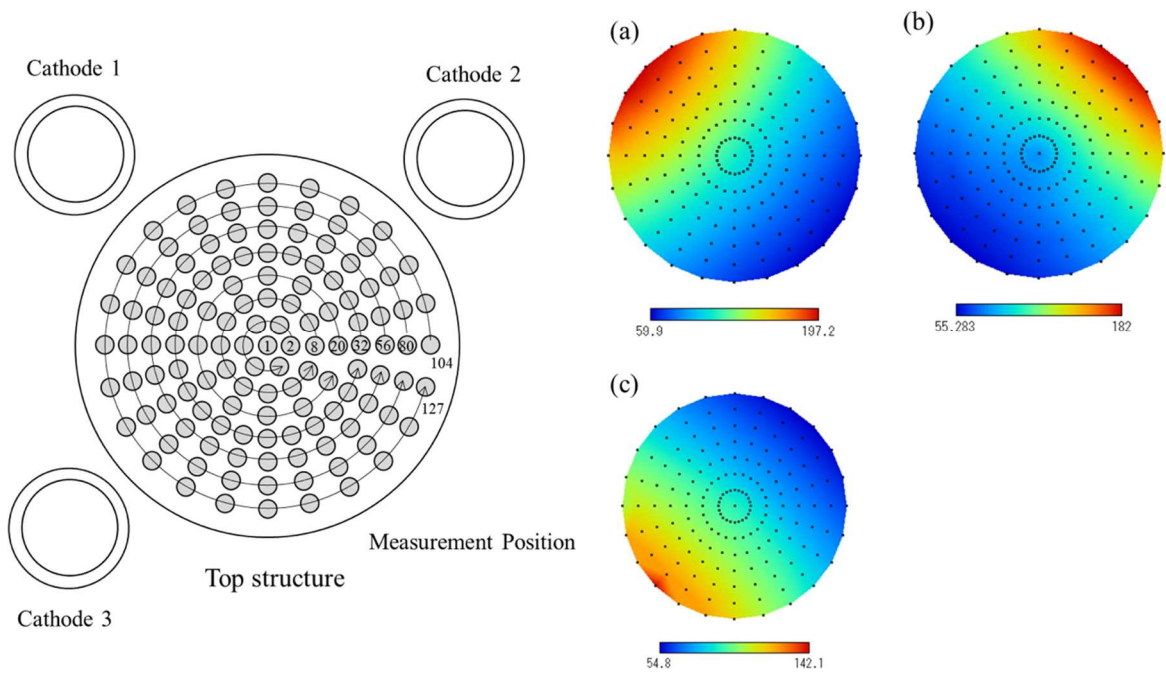 Cathode 1
Cathode 2
1 2 8 20 32 56 80
104
127
Measurement Position
Top structure
Cathode 3
(a)
59.9 197.2
(b)
55.283 182
(c)
54.8 142.1